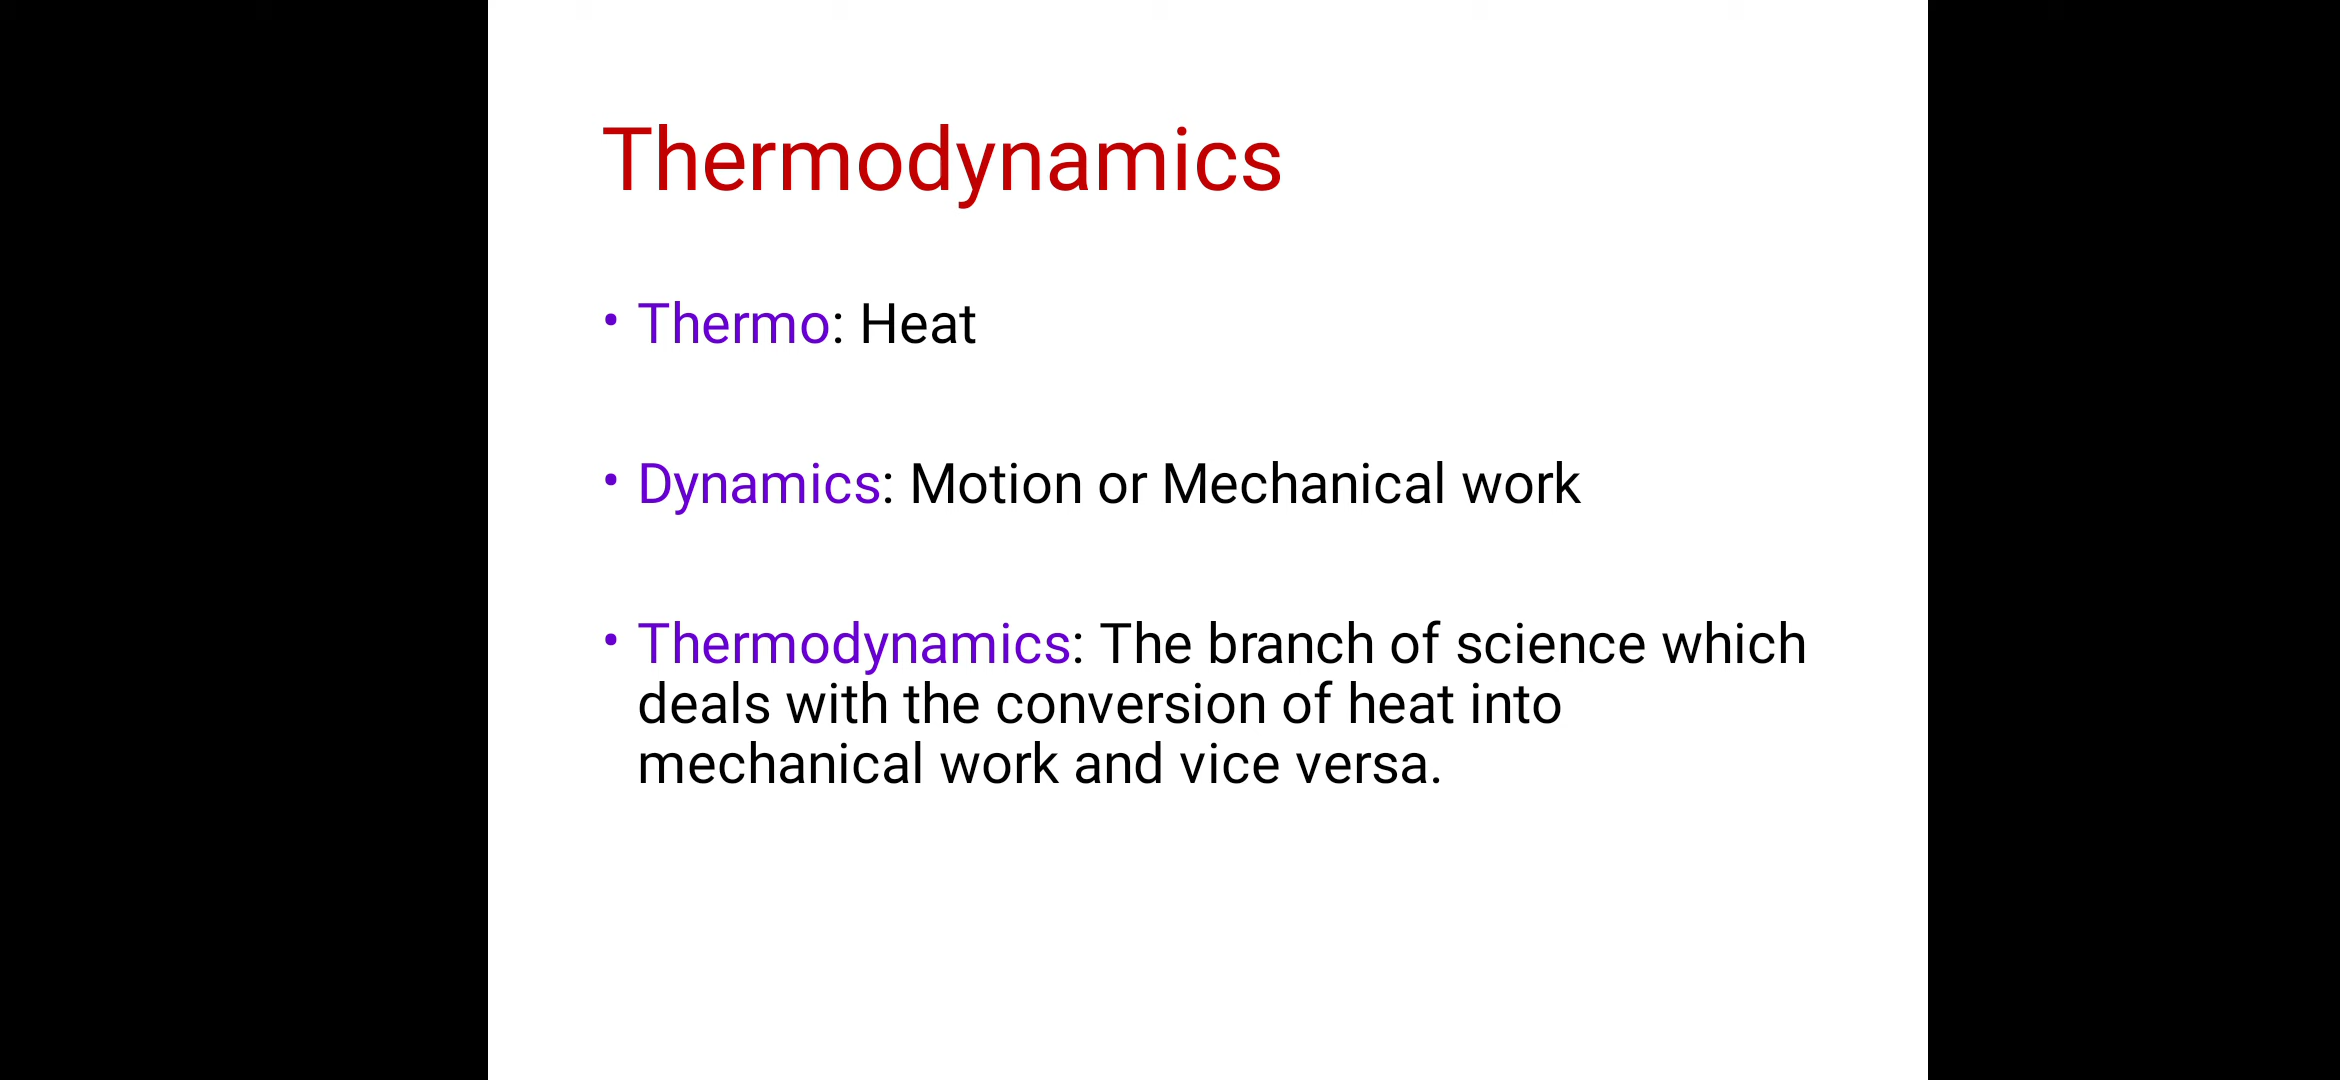 Thermodynamics
• Thermo: Heat
• Dynamics: Motion or Mechanical work
• Thermodynamics: The branch of science which
deals with the conversion of heat into
mechanical work and vice versa.